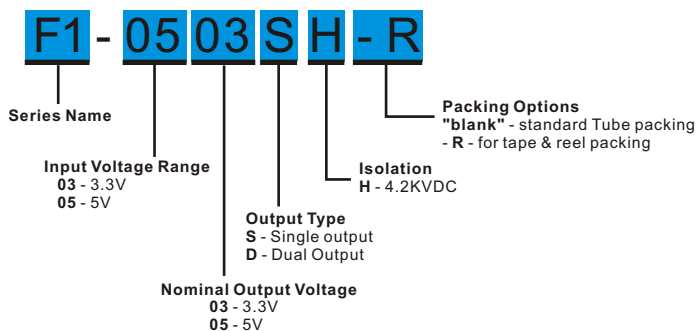 F1 - 05 03 S H - R
Series Name
Packing Options
"blank" - standard Tube packing
- R - for tape & reel packing
Input Voltage Range
03 - 3.3V
05 - 5V
Isolation
H - 4.2KVDC
Output Type
S - Single output
D - Dual Output
Nominal Output Voltage
03 - 3.3V
05 - 5V